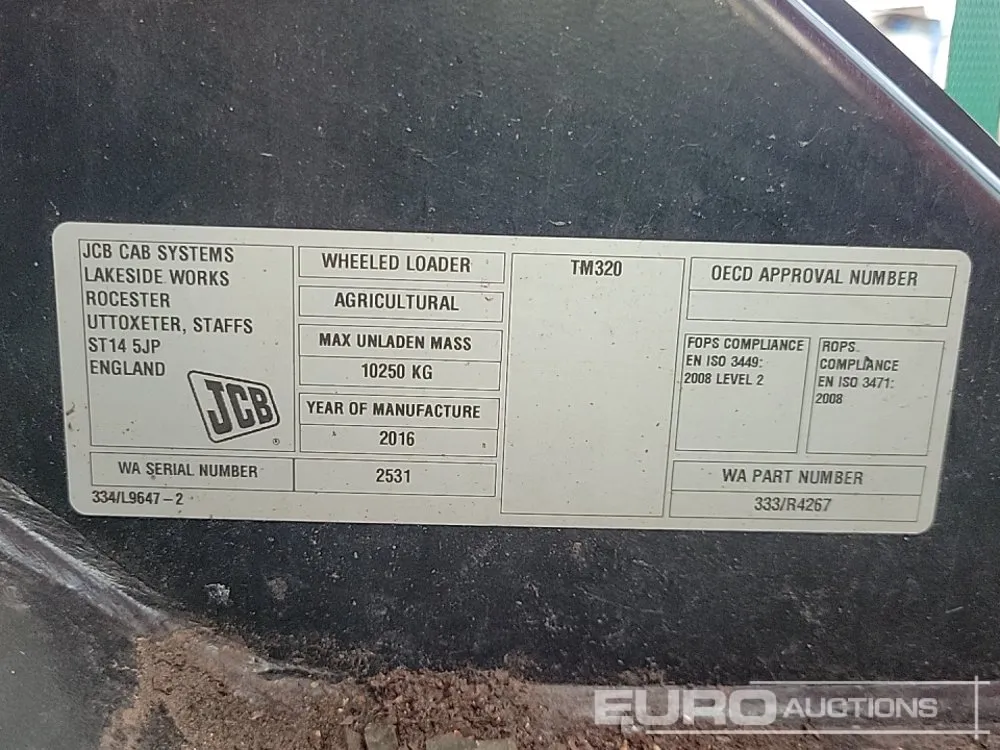 JCB CAB SYSTEMS
LAKESIDE WORKS
ROCESTER
UTTOXETER, STAFFS
ST14 5JP
ENGLAND
JCB
®
WA SERIAL NUMBER
2531
334/L9647-2
WHEELED LOADER
AGRICULTURAL
MAX UNLADEN MASS
10250 KG
YEAR OF MANUFACTURE
2016
TM320
OECD APPROVAL NUMBER
FOPS COMPLIANCE
EN ISO 3449:
2008 LEVEL 2
ROPS
COMPLIANCE
EN ISO 3471:
2008
WA PART NUMBER
333/R4267
EURO AUCTIONS